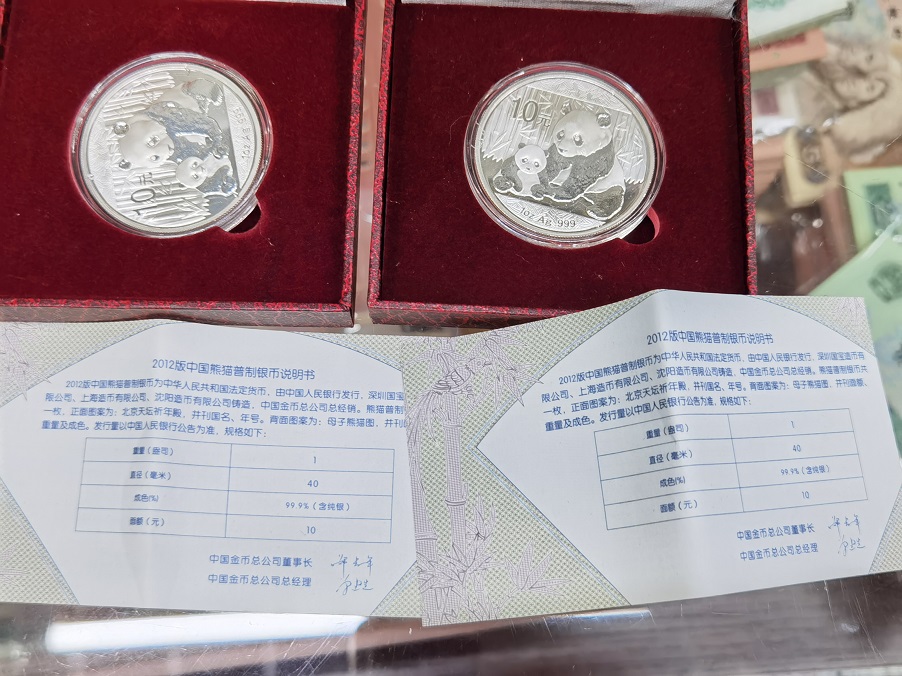 10元
1oz Ag .999
10元
1oz Ag .999
2012版中国熊猫普制银币说明书
2012版中国熊猫普制银币为中华人民共和国法定货币，由中国人民银行发行，深圳国宝
限公司、上海造币有限公司、沈阳造币有限公司铸造，中国金币总公司总经销。熊猫普制
一枚，正面图案为：北京天坛祈年殿，并刊国名、年号。两面图案为：母子熊猫图，并刊
重量及成色。发行量以中国人民银行公告为准，规格如下：
重量（盎司） 1
直径（毫米） 40
成色(%) 99.9%（含纯银）
面额（元） 10
中国金币总公司董事长
中国金币总公司总经理
2012版中国熊猫普制银币说明书
2012版中国熊猫普制银币为中华人民共和国法定货币，由中国人民银行发行，深圳国宝造币有
限公司、上海造币有限公司、沈阳造币有限公司铸造，中国金币总公司总经销。熊猫普制银币共
一枚，正面图案为：北京天坛祈年殿，并刊国名、年号。两面图案为：母子熊猫图，并刊面额、
重量及成色。发行量以中国人民银行公告为准，规格如下：
重量（盎司） 1
直径（毫米） 40
成色(%) 99.9%（含纯银）
面额（元） 10
中国金币总公司董事长
中国金币总公司总经理